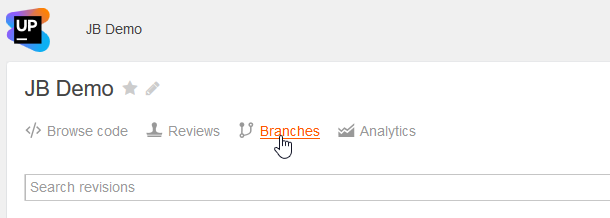 UP
JB Demo
JB Demo
Browse code Reviews Branches Analytics
Search revisions